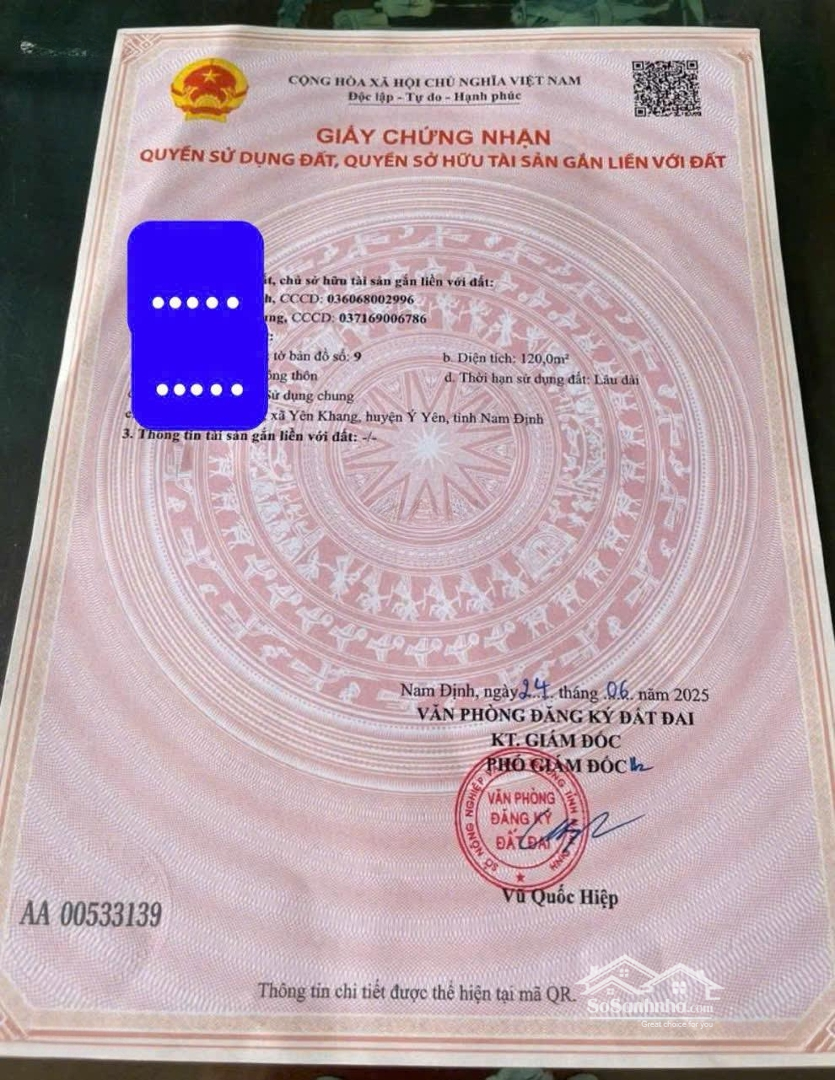 CỘNG HÒA XÃ HỘI CHỦ NGHĨA VIỆT NAM
Độc lập - Tự do - Hạnh phúc
GIẤY CHỨNG NHẬN
QUYỀN SỬ DỤNG ĐẤT, QUYỀN SỞ HỮU TÀI SẢN GẮN LIỀN VỚI ĐẤT
chủ sở hữu tài sản gắn liền với đất:
CCCD: 036068002996
CCCD: 037169006786
tờ bản đồ số: 9 b. Diện tích: 120,0m²
thôn d. Thời hạn sử dụng đất: Lâu dài
Sử dụng chung
xã Yên Khang, huyện Ý Yên, tỉnh Nam Định
3. Thông tin tài sản gắn liền với đất: -/-
Nam Định, ngày 24 tháng 06 năm 2025
VĂN PHÒNG ĐĂNG KÝ ĐẤT ĐAI
KT. GIÁM ĐỐC
PHÓ GIÁM ĐỐC
VĂN PHÒNG
ĐĂNG KÝ
ĐẤT ĐAI
Vũ Quốc Hiệp
AA 00533139
Thông tin chi tiết được thể hiện tại mã QR.
SoSanhnha.com
Great choice for you